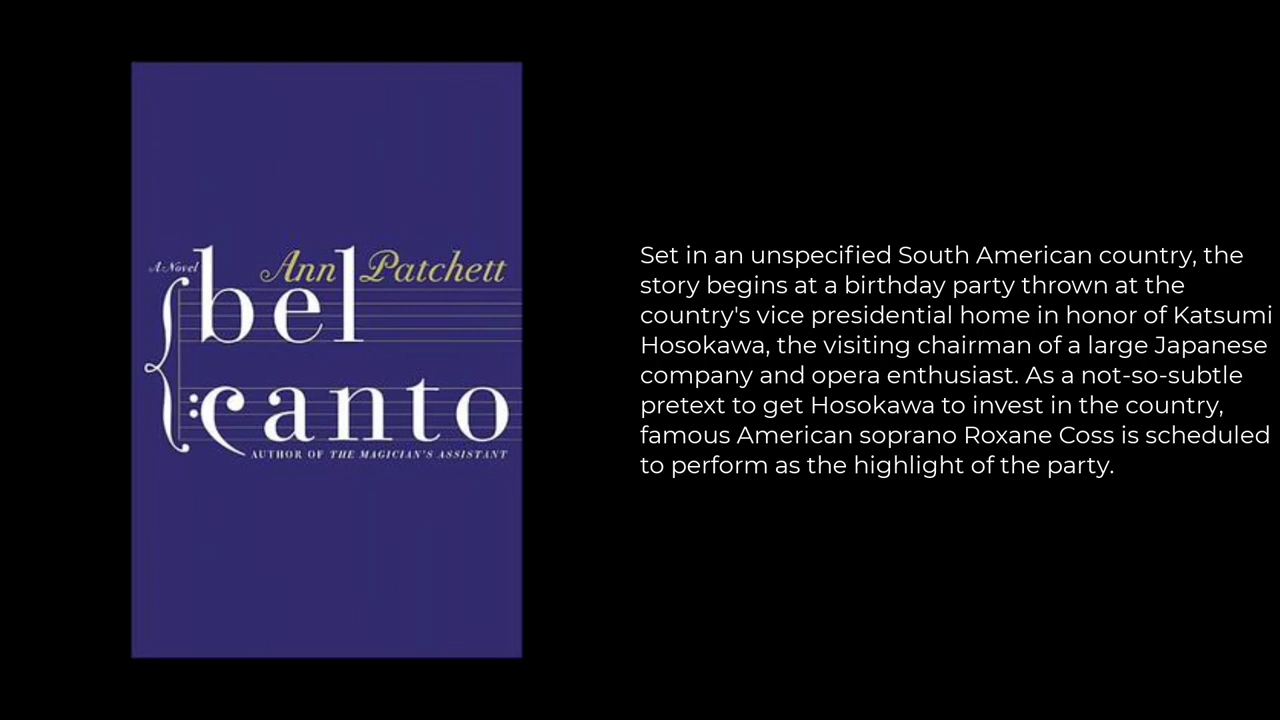 A Novel
Ann Patchett
bel
canto
AUTHOR OF THE MAGICIAN'S ASSISTANT
Set in an unspecified South American country, the
story begins at a birthday party thrown at the
country's vice presidential home in honor of Katsumi
Hosokawa, the visiting chairman of a large Japanese
company and opera enthusiast. As a not-so-subtle
pretext to get Hosokawa to invest in the country,
famous American soprano Roxane Coss is scheduled
to perform as the highlight of the party.